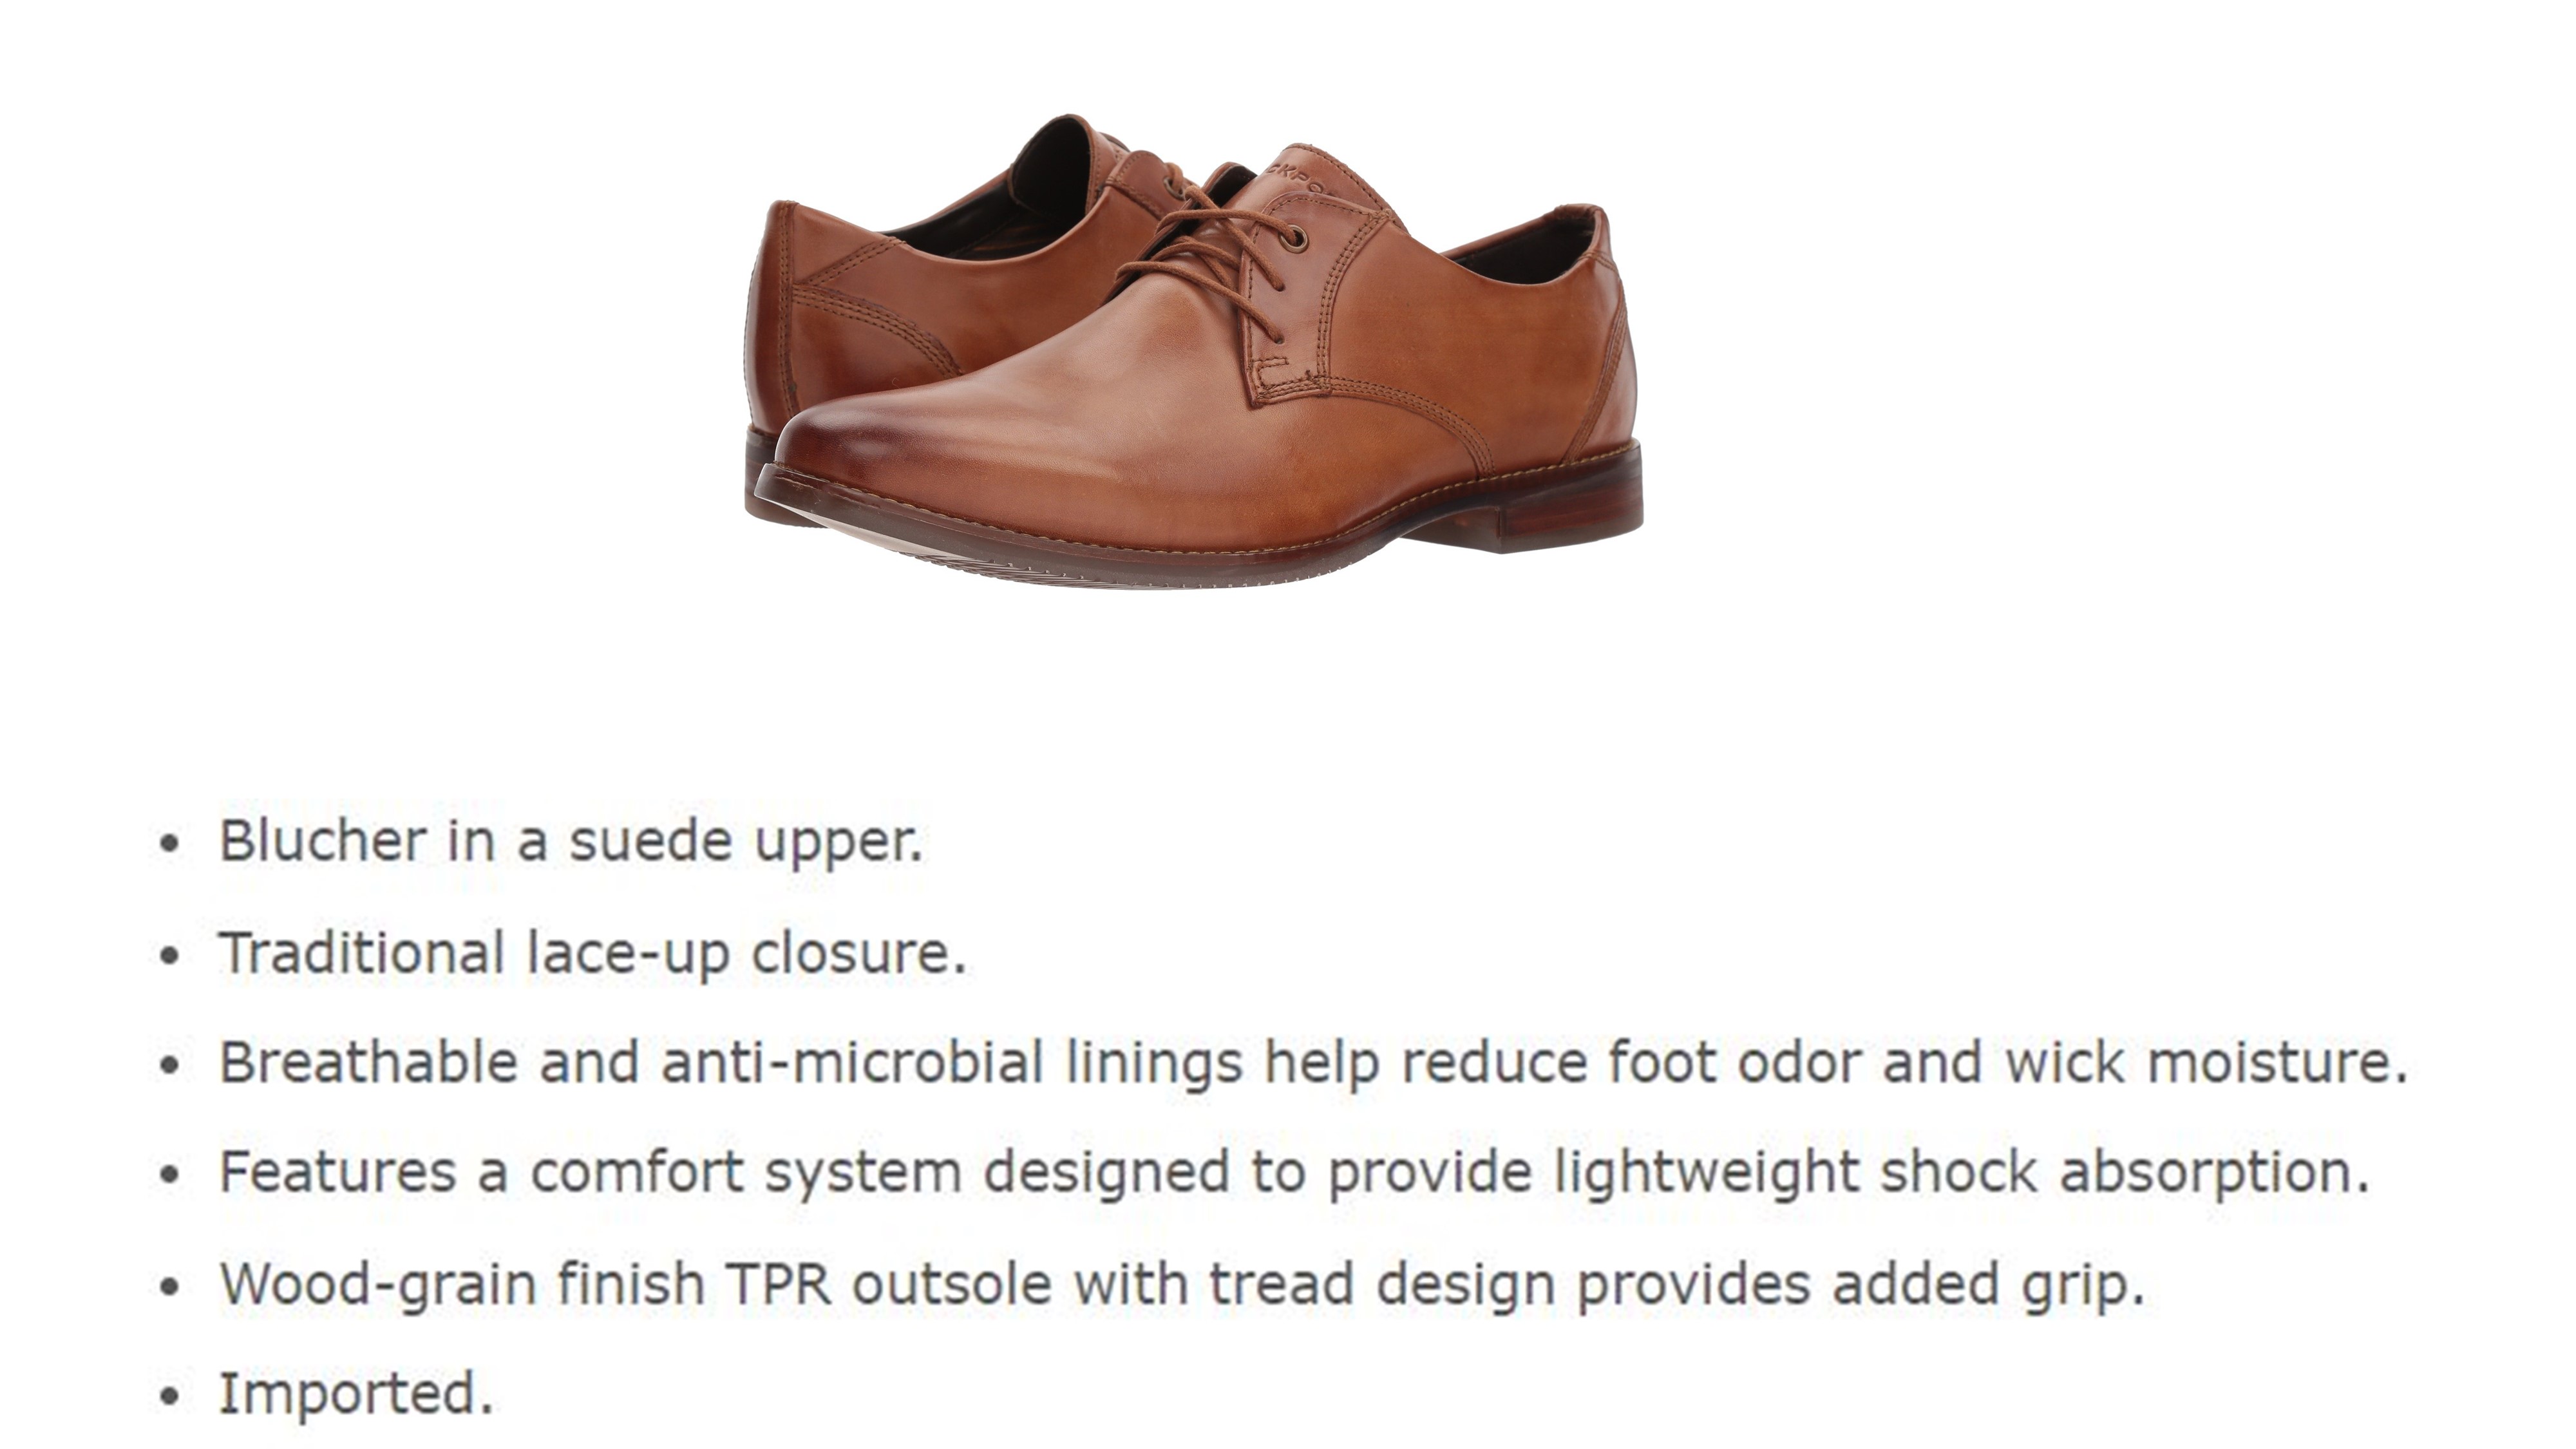 CKPO
• Blucher in a suede upper.
• Traditional lace-up closure.
• Breathable and anti-microbial linings help reduce foot odor and wick moisture.
• Features a comfort system designed to provide lightweight shock absorption.
• Wood-grain finish TPR outsole with tread design provides added grip.
• Imported.